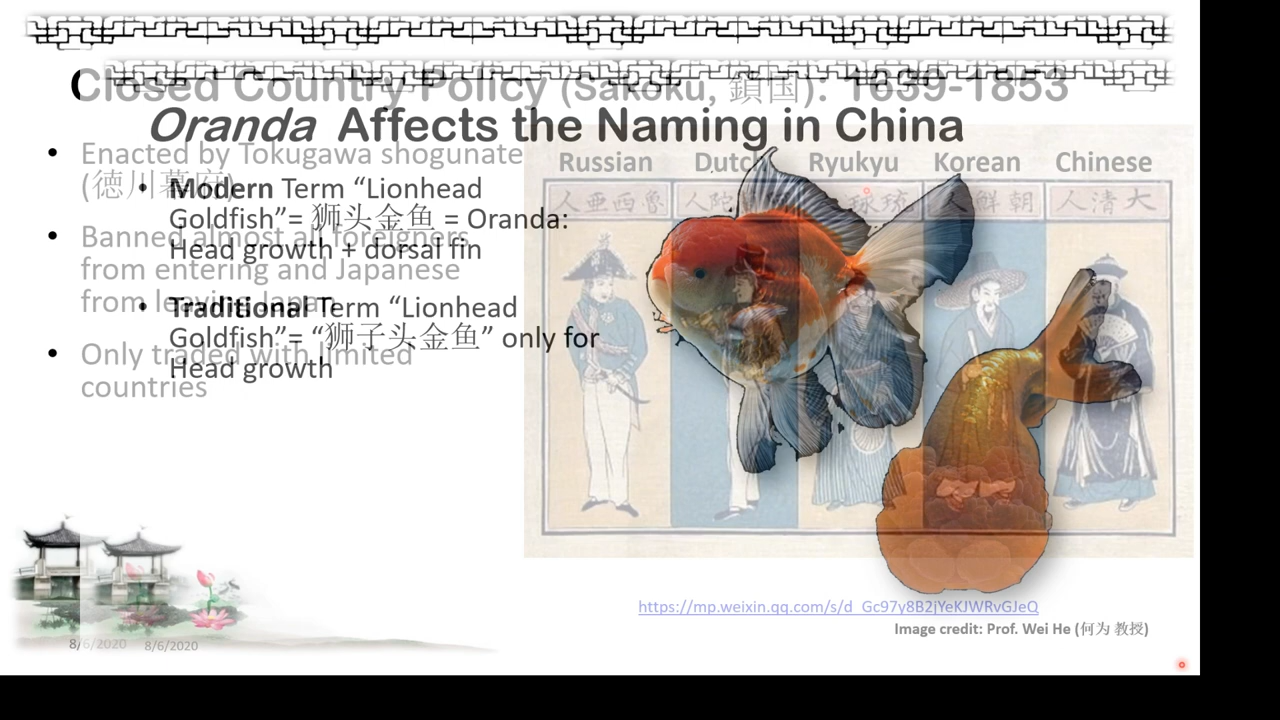 Closed Country Policy (Sakoku, 鎖国): 1639-1853
Oranda Affects the Naming in China
• Enacted by Tokugawa shogunate
(徳川幕府)
• Banned almost all foreigners
from entering and Japanese
from leaving Japan
• Only traded with limited
countries
• Modern Term “Lionhead
Goldfish”= 狮头金鱼 = Oranda:
Head growth + dorsal fin
• Traditional Term “Lionhead
Goldfish”= “狮子头金鱼” only for
Head growth
Russian Dutch Ryukyu Korean Chinese
人亜西魯 人陀 球琉 人鮮朝 人清大
https://mp.weixin.qq.com/s/d_Gc97y8B2jYeKJWRvGJeQ
Image credit: Prof. Wei He (何为 教授)
8/6/2020 8/6/2020